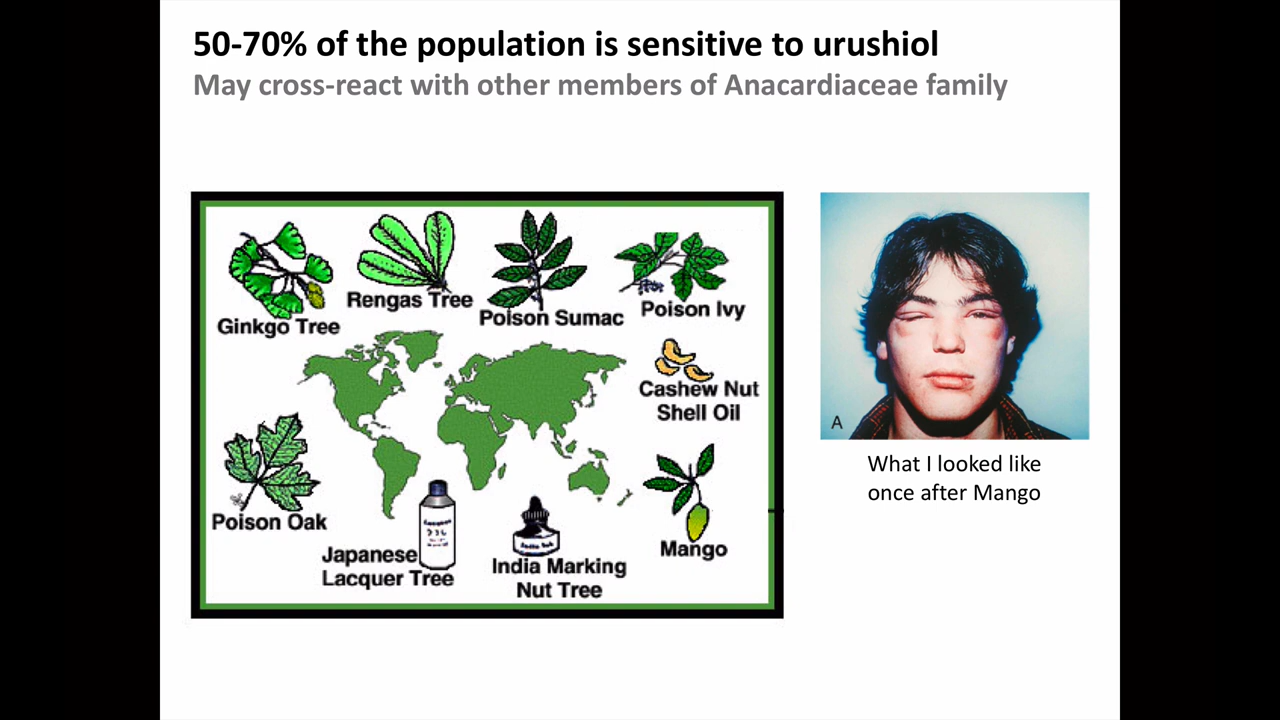 50-70% of the population is sensitive to urushiol
May cross-react with other members of Anacardiaceae family
Ginkgo Tree
Rengas Tree
Poison Sumac
Poison Ivy
Cashew Nut
Shell Oil
Poison Oak
Japanese
Lacquer Tree
India Marking
Nut Tree
Mango
A
What I looked like
once after Mango